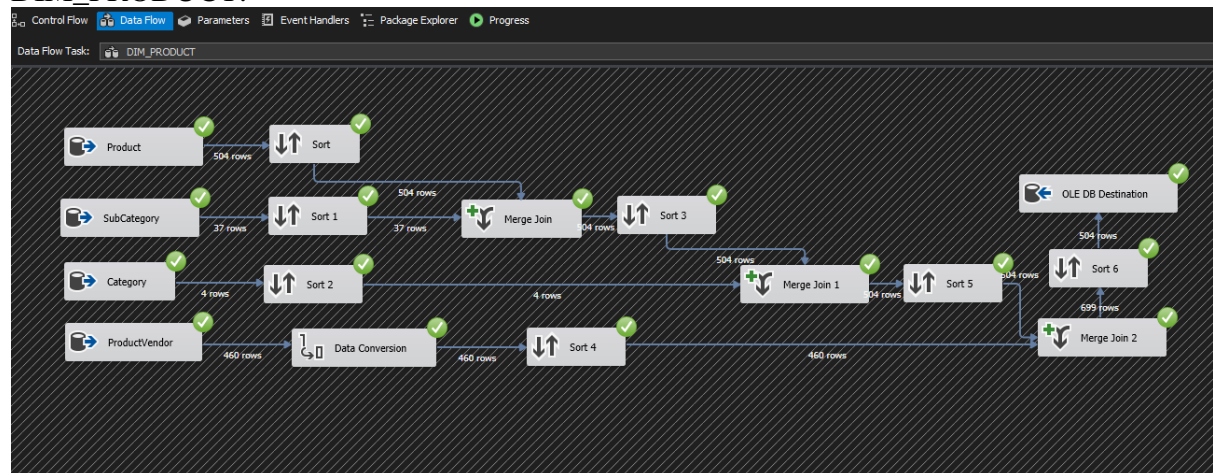 DIM_PRODUCT:
Control Flow Data Flow Parameters Event Handlers Package Explorer Progress
Data Flow Task: DIM_PRODUCT
Product
504 rows
Sort
504 rows
SubCategory
37 rows
Sort 1
37 rows
Merge Join
504 rows
Sort 3
504 rows
OLE DB Destination
504 rows
Category
4 rows
Sort 2
4 rows
Merge Join 1
504 rows
Sort 5
504 rows
Sort 6
699 rows
ProductVendor
460 rows
Data Conversion
460 rows
Sort 4
460 rows
Merge Join 2